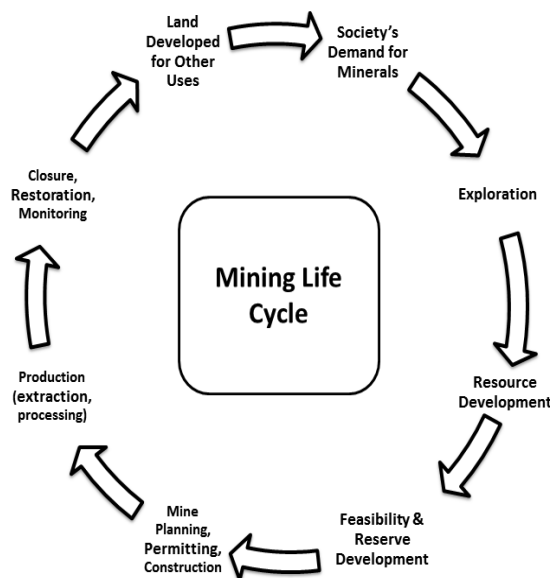 Land
Developed
for Other
Uses
Society's
Demand for
Minerals
Exploration
Resource
Development
Feasibility &
Reserve
Development
Mine
Planning,
Permitting,
Construction
Production
(extraction,
processing)
Closure,
Restoration,
Monitoring
Mining Life
Cycle